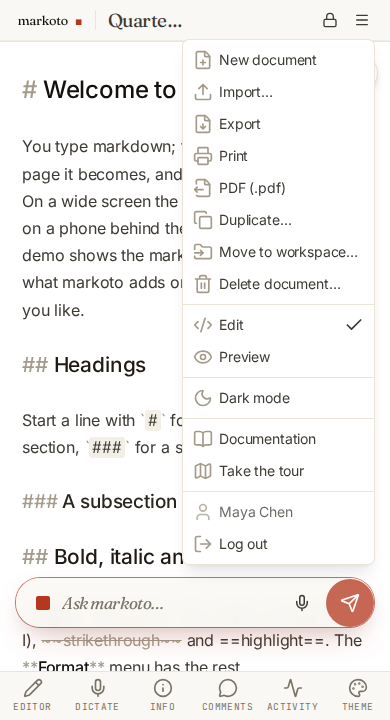 markoto
Quarte...
New document
Import...
Export
Print
PDF (.pdf)
Duplicate...
Move to workspace...
Delete document...
Edit
Preview
Dark mode
Documentation
Take the tour
Maya Chen
Log out
# Welcome to
You type markdown;
page it becomes, and
On a wide screen the
on a phone behind the
demo shows the mark
what markoto adds on
you like.
## Headings
Start a line with `#` fo
section, `###` for a s
### A subsection
## Bold, italic an
Ask markoto...
I), ~~strikethrough~~ and ==highlight==. The
**Format** menu has the rest
EDITOR
DICTATE
INFO
COMMENTS
ACTIVITY
THEME